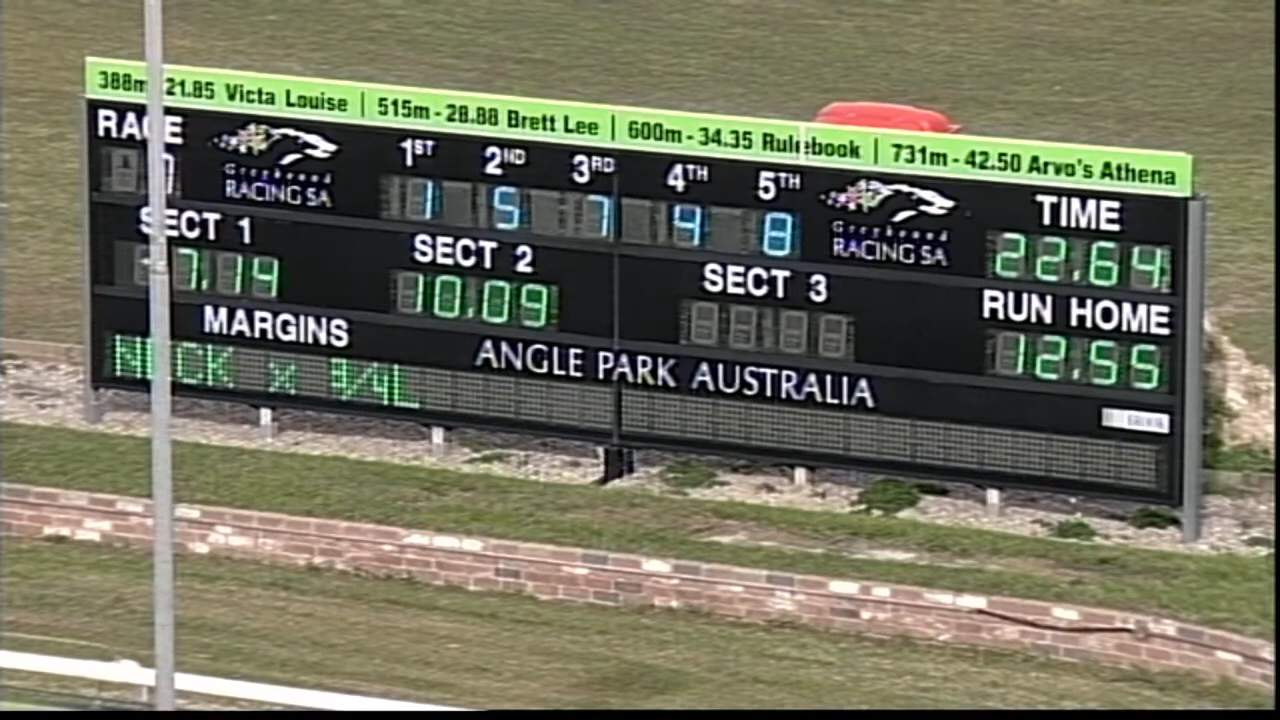 388m - 21.85 Victa Louise | 515m - 28.88 Brett Lee | 600m - 34.35 Rulebook | 731m - 42.50 Arvo's Athena
RACE
Greyhound
RACING SA
1ST 2ND 3RD 4TH 5TH
1 5 7 4 8
Greyhound
RACING SA
TIME
22.64
SECT 1
7.19
SECT 2
10.09
SECT 3
RUN HOME
12.55
MARGINS
NECK x 3/4L
ANGLE PARK AUSTRALIA